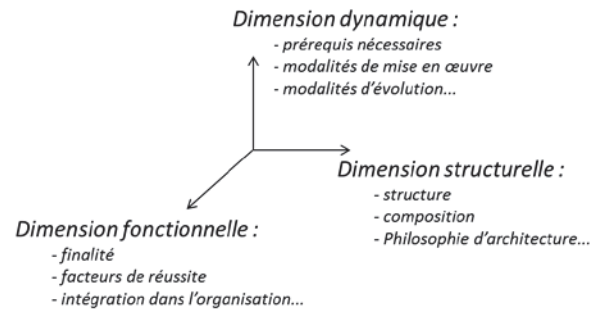 Dimension dynamique :
- prérequis nécessaires
- modalités de mise en œuvre
- modalités d'évolution...
Dimension structurelle :
- structure
- composition
- Philosophie d'architecture...
Dimension fonctionnelle :
- finalité
- facteurs de réussite
- intégration dans l'organisation...